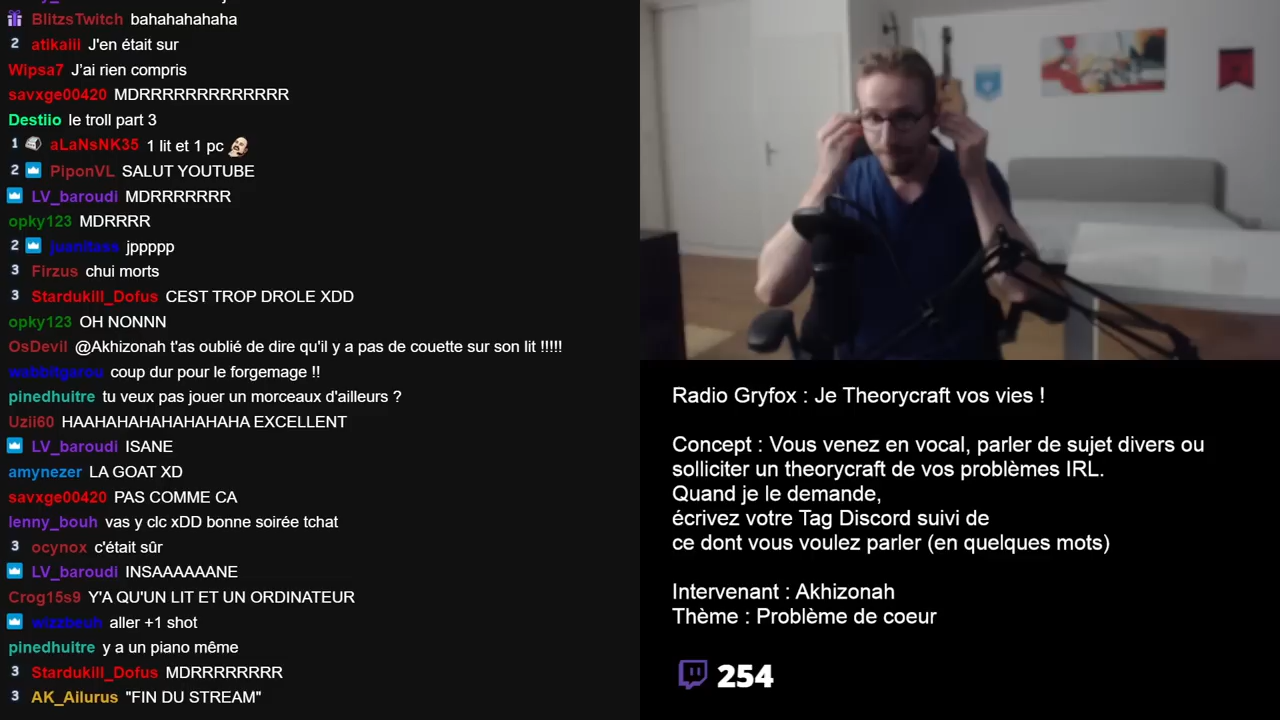 BlitzsTwitch bahahahahaha
2 atikaiii J'en était sur
Wipsa7 J'ai rien compris
savxge00420 MDRRRRRRRRRRRRR
Destiio le troll part 3
1 aLaNsNK35 1 lit et 1 pc
2 PiponVL SALUT YOUTUBE
LV_baroudi MDRRRRRRR
opky123 MDRRRR
2 juanitass jppppp
3 Firzus chui morts
3 Stardukill_Dofus CEST TROP DROLE XDD
opky123 OH NONNN
OsDevil @Akhizonah t'as oublié de dire qu'il y a pas de couette sur son lit !!!!!
wabbitgarou coup dur pour le forgemage !!
pinedhuitre tu veux pas jouer un morceaux d'ailleurs ?
Uzii60 HAAHAHAHAHAHAHA EXCELLENT
LV_baroudi ISANE
amynezer LA GOAT XD
savxge00420 PAS COMME CA
lenny_bouh vas y clc xDD bonne soirée tchat
3 ocynox c'était sûr
LV_baroudi INSAAAAAANE
Crog15s9 Y'A QU'UN LIT ET UN ORDINATEUR
wizzbeuh aller +1 shot
pinedhuitre y a un piano même
3 Stardukill_Dofus MDRRRRRRRR
3 AK_Ailurus "FIN DU STREAM"
Radio Gryfox : Je Theorycraft vos vies !
Concept : Vous venez en vocal, parler de sujet divers ou
solliciter un theorycraft de vos problèmes IRL.
Quand je le demande,
écrivez votre Tag Discord suivi de
ce dont vous voulez parler (en quelques mots)
Intervenant : Akhizonah
Thème : Problème de coeur
254